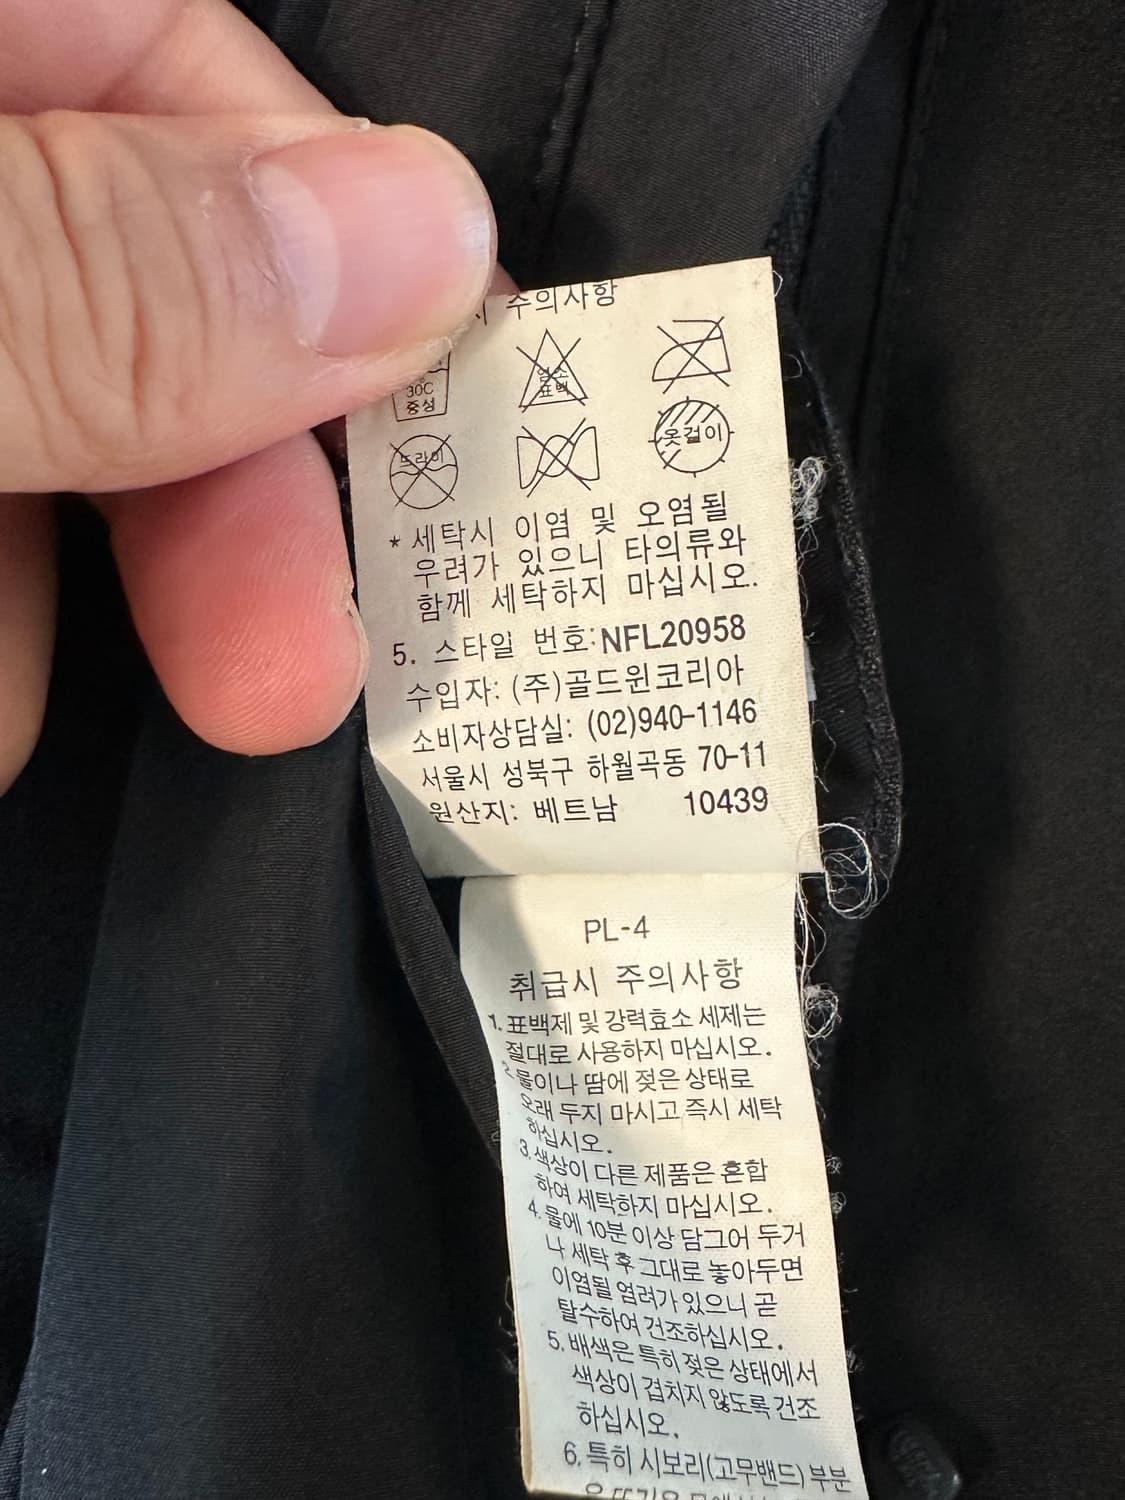 주의사항
30C
중성
염소
표백
드라이
옷걸이
* 세탁시 이염 및 오염될
우려가 있으니 타의류와
함께 세탁하지 마십시오.
5. 스타일 번호:NFL20958
수입자: (주)골드윈코리아
소비자상담실: (02)940-1146
서울시 성북구 하월곡동 70-11
원산지: 베트남 10439
PL-4
취급시 주의사항
1. 표백제 및 강력효소 세제는
절대로 사용하지 마십시오.
2. 물이나 땀에 젖은 상태로
오래 두지 마시고 즉시 세탁
하십시오.
3. 색상이 다른 제품은 혼합
하여 세탁하지 마십시오.
4. 물에 10분 이상 담그어 두거
나 세탁 후 그대로 놓아두면
이염될 염려가 있으니 곧
탈수하여 건조하십시오.
5. 배색은 특히 젖은 상태에서
색상이 겹치지 않도록 건조
하십시오.
6. 특히 시보리(고무밴드) 부분